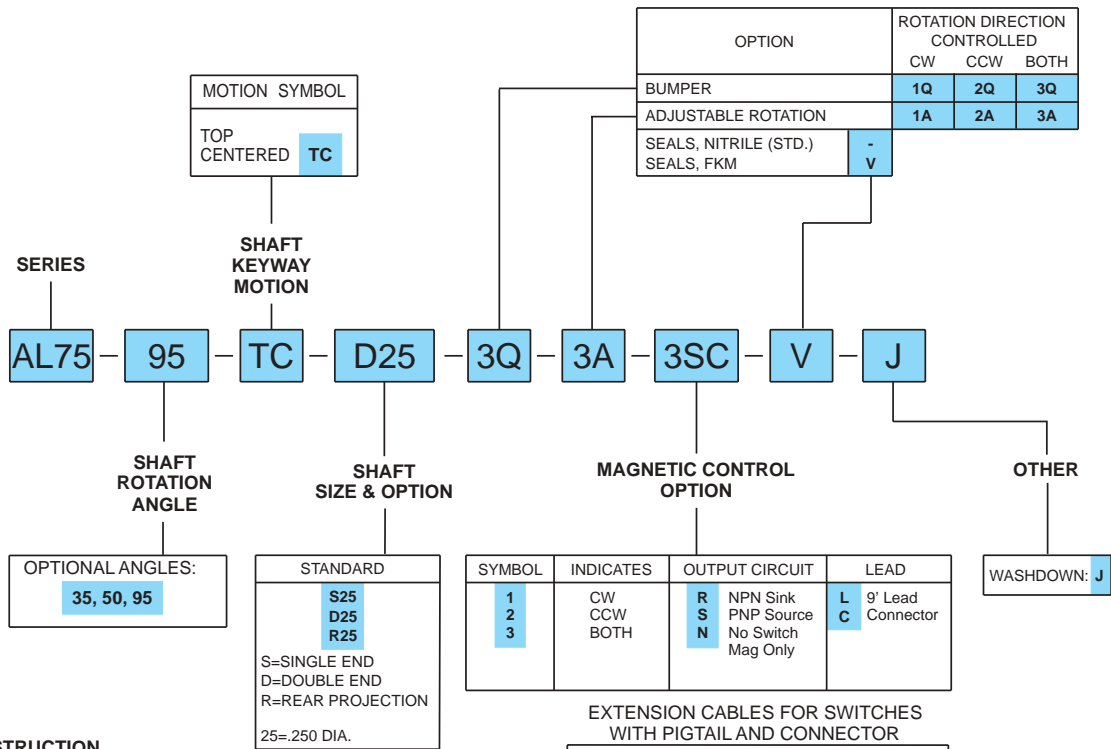 OPTION
ROTATION DIRECTION
CONTROLLED
CW CCW BOTH
BUMPER 1Q 2Q 3Q
ADJUSTABLE ROTATION 1A 2A 3A
SEALS, NITRILE (STD.) -
SEALS, FKM V
MOTION SYMBOL
TOP
CENTERED TC
SERIES
SHAFT
KEYWAY
MOTION
AL75 – 95 – TC – D25 – 3Q – 3A – 3SC – V – J
SHAFT
ROTATION
ANGLE
OPTIONAL ANGLES:
35, 50, 95
SHAFT
SIZE & OPTION
STANDARD
S25
D25
R25
S=SINGLE END
D=DOUBLE END
R=REAR PROJECTION
25=.250 DIA.
MAGNETIC CONTROL
OPTION
SYMBOL INDICATES OUTPUT CIRCUIT LEAD
1 CW R NPN Sink L 9' Lead
2 CCW S PNP Source C Connector
3 BOTH N No Switch
Mag Only
OTHER
WASHDOWN: J
EXTENSION CABLES FOR SWITCHES
WITH PIGTAIL AND CONNECTOR